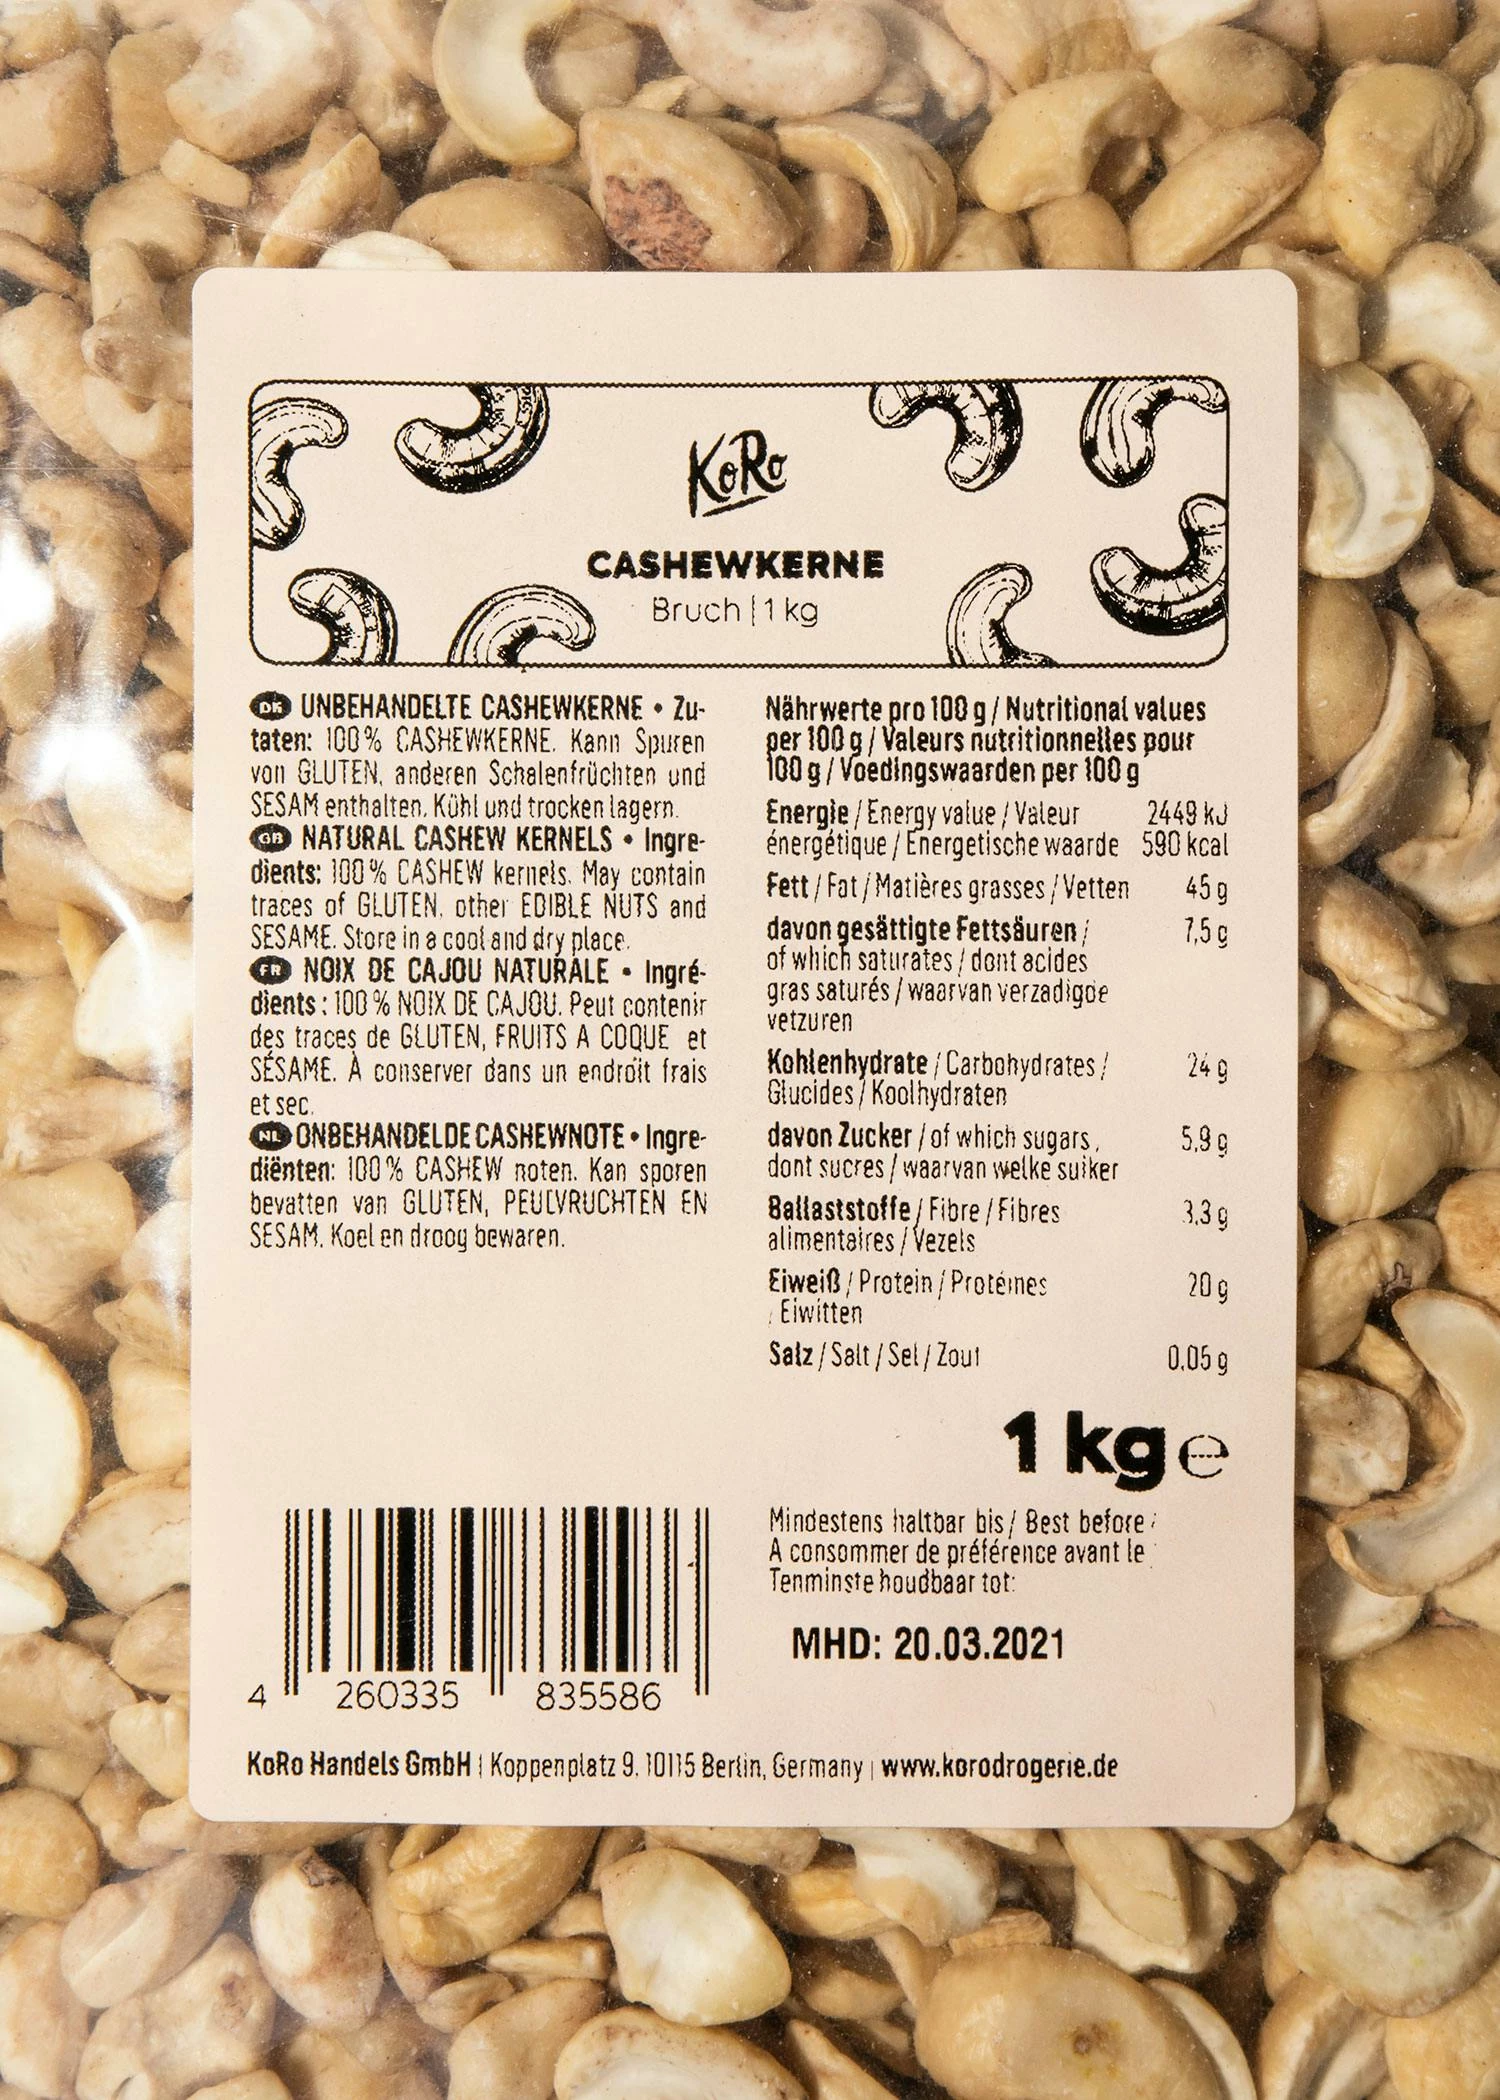 KoRo
CASHEWKERNE
Bruch | 1 kg
DK UNBEHANDELTE CASHEWKERNE • Zu-
taten: 100 % CASHEWKERNE. Kann Spuren
von GLUTEN, anderen Schalenfrüchten und
SESAM enthalten. Kühl und trocken lagern.
GB NATURAL CASHEW KERNELS • Ingre-
dients: 100 % CASHEW kernels. May contain
traces of GLUTEN, other EDIBLE NUTS and
SESAME. Store in a cool and dry place.
FR NOIX DE CAJOU NATURALE • Ingré-
dients : 100 % NOIX DE CAJOU. Peut contenir
des traces de GLUTEN, FRUITS A COQUE et
SÉSAME. À conserver dans un endroit frais
et sec.
NL ONBEHANDELDE CASHEWNOTE • Ingre-
diënten: 100 % CASHEW noten. Kan sporen
bevatten van GLUTEN, PEULVRUCHTEN EN
SESAM. Koel en droog bewaren.
Nährwerte pro 100 g / Nutritional values
per 100 g / Valeurs nutritionnelles pour
100 g / Voedingswaarden per 100 g
Energie / Energy value / Valeur 2449 kJ
énergétique / Energetische waarde 590 kcal
Fett / Fat / Matières grasses / Vetten 45 g
davon gesättigte Fettsäuren / 7,5 g
of which saturates / dont acides
gras saturés / waarvan verzadigde
vetzuren
Kohlenhydrate / Carbohydrates / 24 g
Glucides / Koolhydraten
davon Zucker / of which sugars, 5,9 g
dont sucres / waarvan welke suiker
Ballaststoffe / Fibre / Fibres 3,3 g
alimentaires / Vezels
Eiweiß / Protein / Protéines 20 g
/ Eiwitten
Salz / Salt / Sel / Zout 0,05 g
1 kg ℮
Mindestens haltbar bis / Best before /
A consommer de préférence avant le
Tenminste houdbaar tot:
MHD: 20.03.2021
4 260335 835586
KoRo Handels GmbH | Koppenplatz 9, 10115 Berlin, Germany | www.korodrogerie.de